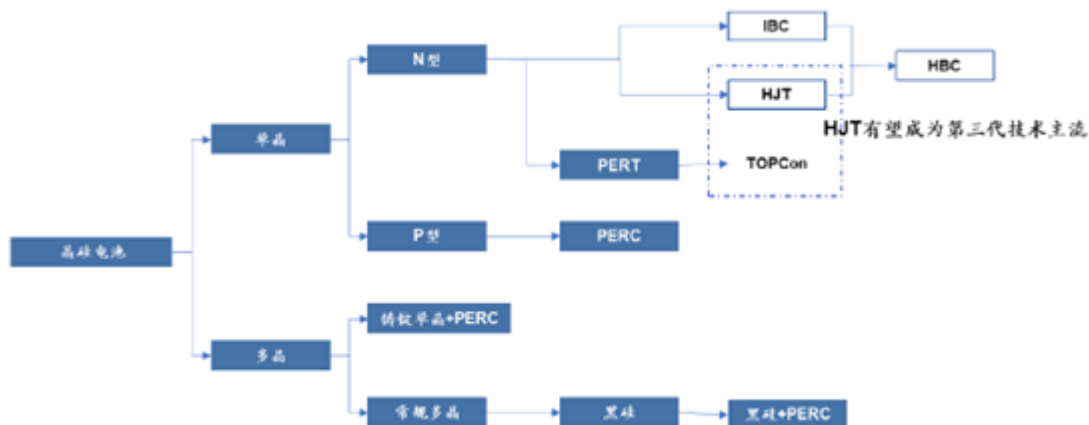 IBC
N型
HBC
HJT
单晶
HJT有望成为第三代技术主流
PERT
TOPCon
P型
PERC
晶硅电池
铸锭单晶+PERC
多晶
常规多晶
黑硅
黑硅+PERC